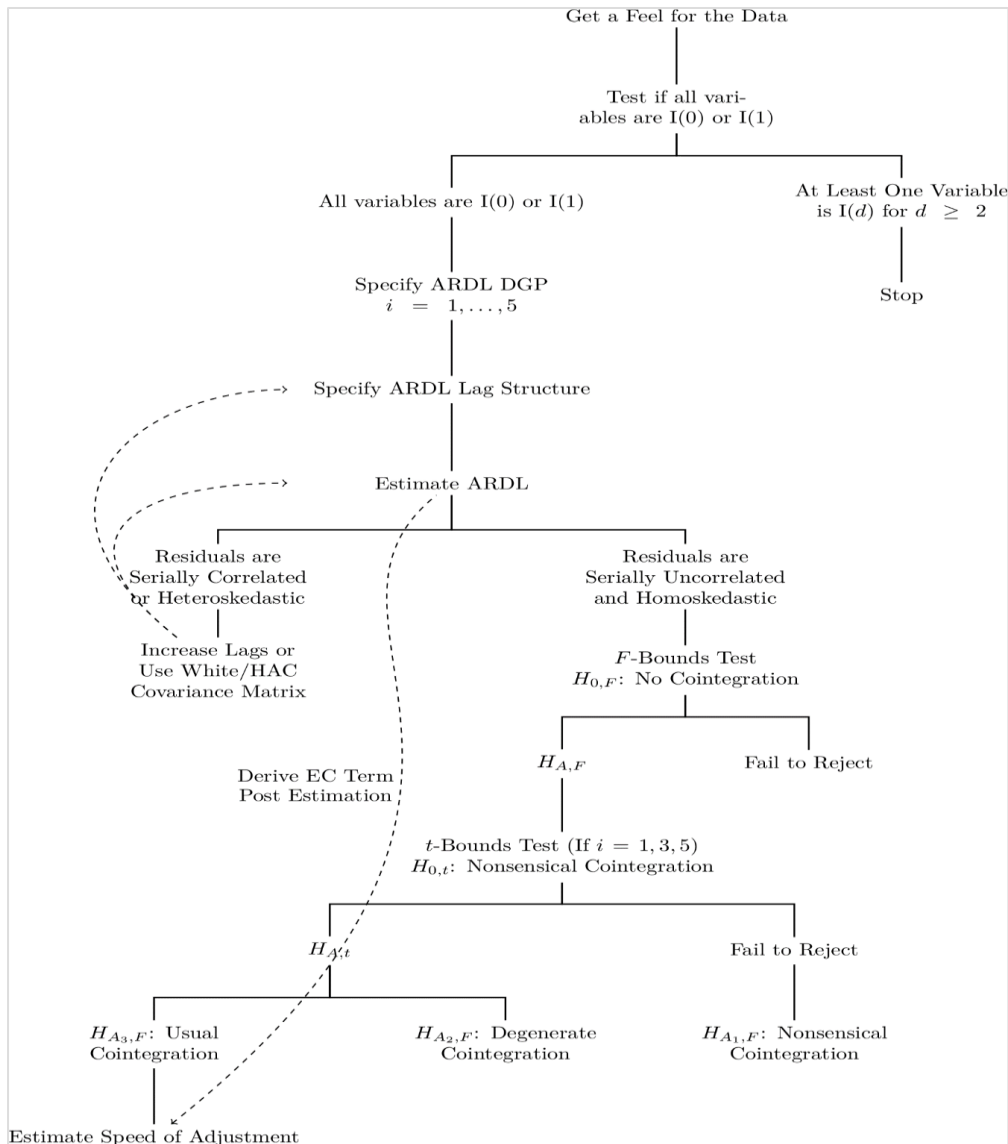 Get a Feel for the Data
Test if all vari-
ables are I(0) or I(1)
All variables are I(0) or I(1)
At Least One Variable
is I(d) for d ≥ 2
Specify ARDL DGP
i = 1, . . . , 5
Stop
Specify ARDL Lag Structure
Estimate ARDL
Residuals are
Serially Correlated
or Heteroskedastic
Residuals are
Serially Uncorrelated
and Homoskedastic
Increase Lags or
Use White/HAC
Covariance Matrix
F-Bounds Test
H0,F: No Cointegration
HA,F
Fail to Reject
Derive EC Term
Post Estimation
t-Bounds Test (If i = 1, 3, 5)
H0,t: Nonsensical Cointegration
HA,t
Fail to Reject
HA3,F: Usual
Cointegration
HA2,F: Degenerate
Cointegration
HA1,F: Nonsensical
Cointegration
Estimate Speed of Adjustment